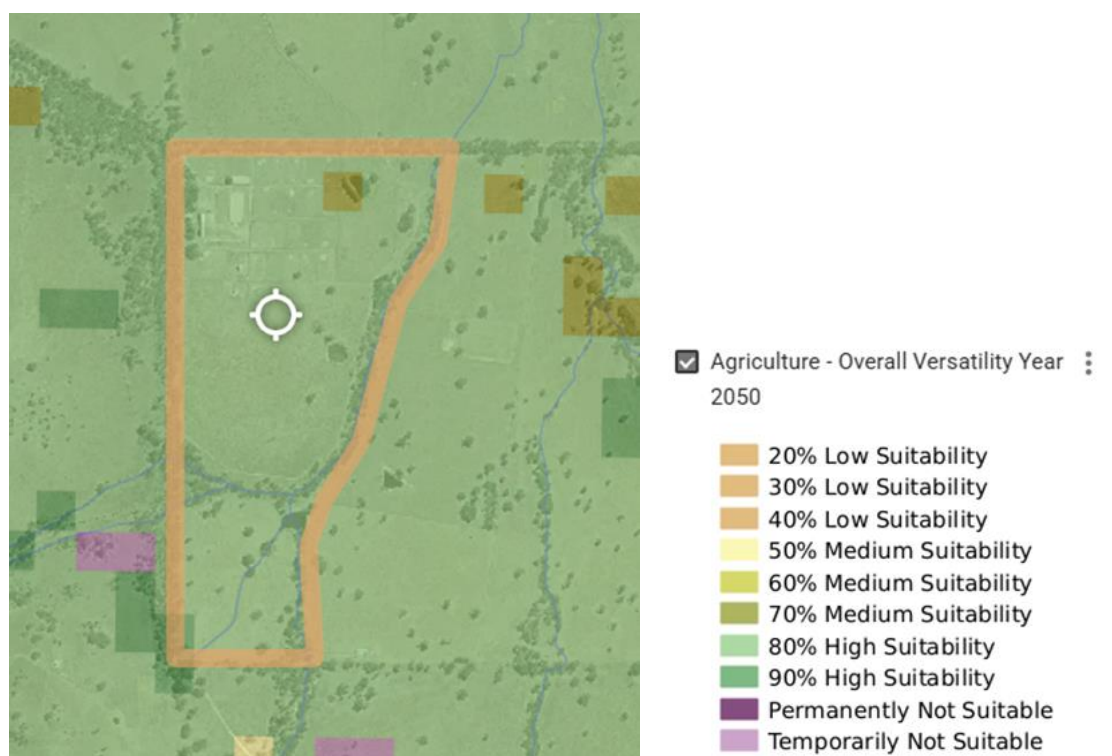 Agriculture - Overall Versatility Year
2050
20% Low Suitability
30% Low Suitability
40% Low Suitability
50% Medium Suitability
60% Medium Suitability
70% Medium Suitability
80% High Suitability
90% High Suitability
Permanently Not Suitable
Temporarily Not Suitable